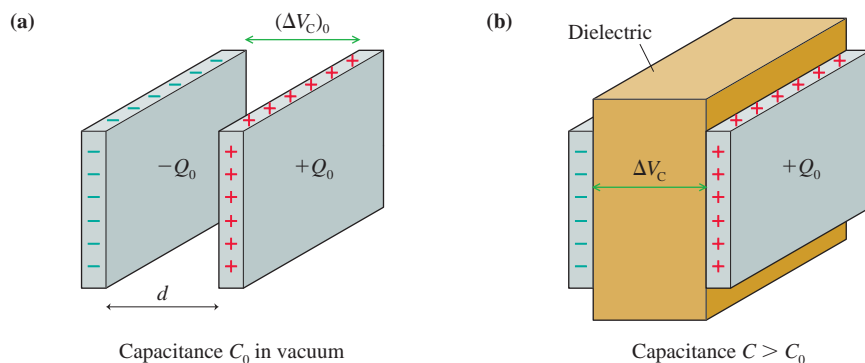 (a)
(ΔV_C)_0
−Q_0
+Q_0
d
Capacitance C_0 in vacuum
(b)
Dielectric
ΔV_C
+Q_0
Capacitance C > C_0